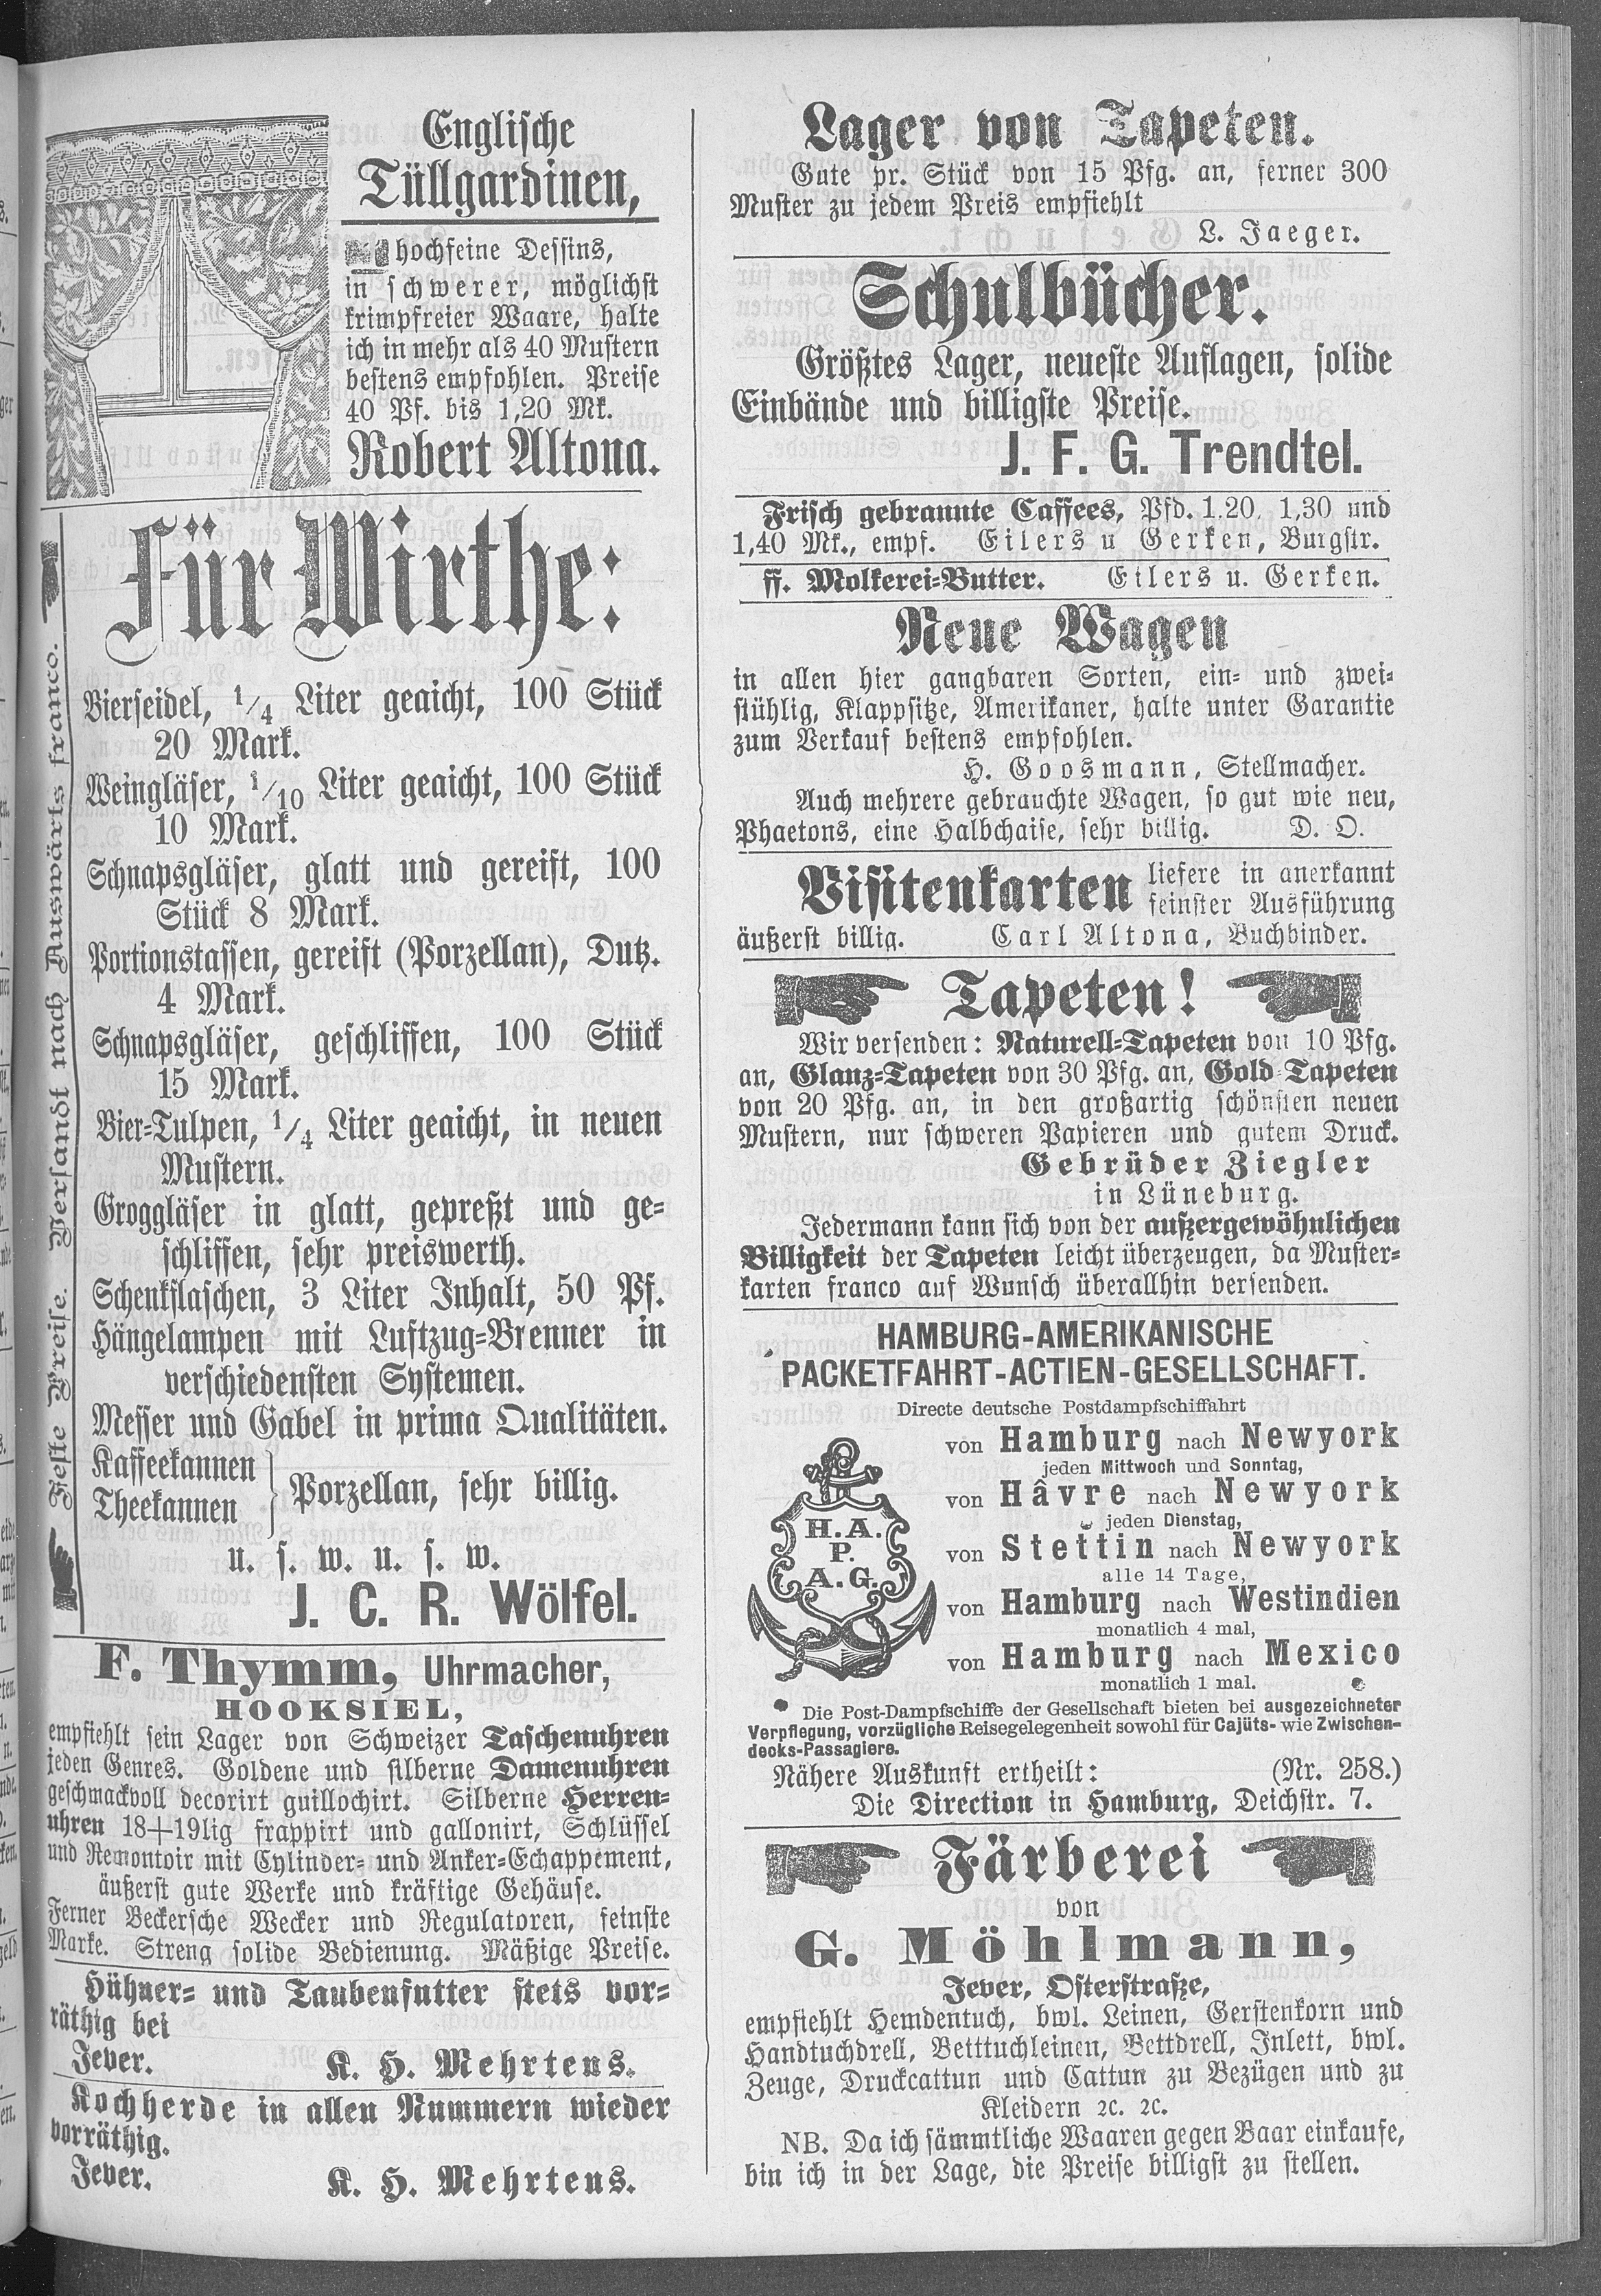 Englische
Tüllgardinen,
hochfeine Dessins,
in schwerer, möglichst
krimpfreier Waare, halte
ich in mehr als 40 Mustern
bestens empfohlen. Preise
40 Pf. bis 1,20 Mk.
Robert Altona.
Feste Preise. Versandt nach Auswärts franco.
Für Wirthe:
Bierseidel, 1/4 Liter geaicht, 100 Stück
20 Mark.
Weingläser, 1/10 Liter geaicht, 100 Stück
10 Mark.
Schnapsgläser, glatt und gereift, 100
Stück 8 Mark.
Portionstassen, gereift (Porzellan), Dutz.
4 Mark.
Schnapsgläser, geschliffen, 100 Stück
15 Mark.
Bier-Tulpen, 1/4 Liter geaicht, in neuen
Mustern.
Groggläser in glatt, gepreßt und ge-
schliffen, sehr preiswerth.
Schenkflaschen, 3 Liter Inhalt, 50 Pf.
Hängelampen mit Luftzug-Brenner in
verschiedensten Systemen.
Messer und Gabel in prima Qualitäten.
Kaffeekannen
Theekannen
Porzellan, sehr billig.
u. s. w. u. s. w.
J. C. R. Wölfel.
F. Thymm, Uhrmacher,
HOOKSIEL,
empfiehlt sein Lager von Schweizer Taschenuhren
jeden Genres. Goldene und silberne Damenuhren
geschmackvoll decorirt guillochirt. Silberne Herren-
uhren 18+19lig frappirt und gallonirt, Schlüssel
und Remontoir mit Cylinder- und Anker-Echappement,
äußerst gute Werke und kräftige Gehäuse.
Ferner Beckersche Wecker und Regulatoren, feinste
Marke. Streng solide Bedienung. Mäßige Preise.
Hühner- und Taubenfutter stets vor-
räthig bei
Jever. K. H. Mehrtens.
Kochherde in allen Nummern wieder
vorräthig.
Jever. K. H. Mehrtens.
Lager von Tapeten.
Gute pr. Stück von 15 Pfg. an, ferner 300
Muster zu jedem Preis empfiehlt
L. Jaeger.
Schulbücher.
Größtes Lager, neueste Auflagen, solide
Einbände und billigste Preise.
J. F. G. Trendtel.
Frisch gebrannte Caffees, Pfd. 1.20, 1,30 und
1,40 Mk., empf. Eilers u Gerken, Burgstr.
ff. Molkerei-Butter. Eilers u. Gerken.
Neue Wagen
in allen hier gangbaren Sorten, ein- und zwei-
stühlig, Klappsitze, Amerikaner, halte unter Garantie
zum Verkauf bestens empfohlen.
H. Goosmann, Stellmacher.
Auch mehrere gebrauchte Wagen, so gut wie neu,
Phaetons, eine Halbchaise, sehr billig. D. O.
Visitenkarten liefere in anerkannt
feinster Ausführung
äußerst billig. Carl Altona, Buchbinder.
Tapeten!
Wir versenden: Naturell-Tapeten von 10 Pfg.
an, Glanz-Tapeten von 30 Pfg. an, Gold-Tapeten
von 20 Pfg. an, in den großartig schönsten neuen
Mustern, nur schweren Papieren und gutem Druck.
Gebrüder Ziegler
in Lüneburg.
Jedermann kann sich von der außergewöhnlichen
Billigkeit der Tapeten leicht überzeugen, da Muster-
karten franco auf Wunsch überallhin versenden.
HAMBURG-AMERIKANISCHE
PACKETFAHRT-ACTIEN-GESELLSCHAFT.
Directe deutsche Postdampfschiffahrt
von Hamburg nach Newyork
jeden Mittwoch und Sonntag,
von Hâvre nach Newyork
jeden Dienstag,
von Stettin nach Newyork
alle 14 Tage,
von Hamburg nach Westindien
monatlich 4 mal,
von Hamburg nach Mexico
monatlich 1 mal.
H.A.
P.
A.G.
Die Post-Dampfschiffe der Gesellschaft bieten bei ausgezeichneter
Verpflegung, vorzügliche Reisegelegenheit sowohl für Cajüts- wie Zwischen-
decks-Passagiere.
Nähere Auskunft ertheilt: (Nr. 258.)
Die Direction in Hamburg, Deichstr. 7.
Färberei
von
G. Möhlmann,
Jever, Osterstraße,
empfiehlt Hemdentuch, bwl. Leinen, Gerstenkorn und
Handtuchdrell, Betttuchleinen, Bettdrell, Inlett, bwl.
Zeuge, Druckcattun und Cattun zu Bezügen und zu
Kleidern ꝛc. ꝛc.
NB. Da ich sämmtliche Waaren gegen Baar einkaufe,
bin ich in der Lage, die Preise billigst zu stellen.